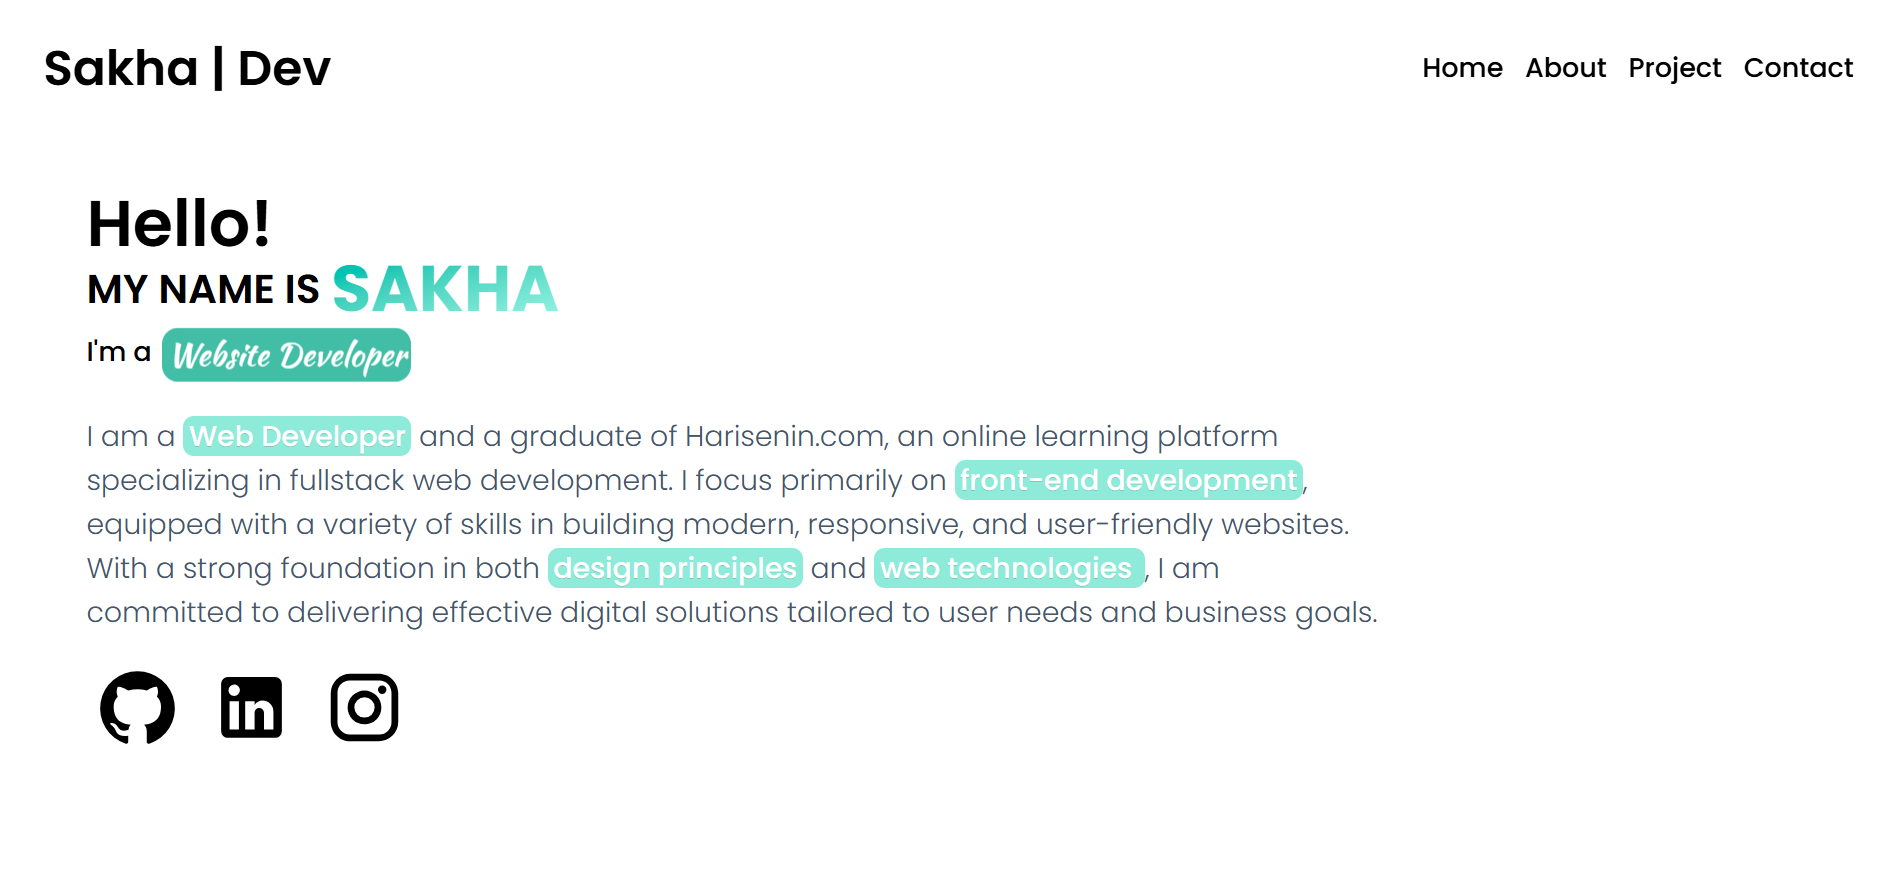 Sakha | Dev
Home About Project Contact
Hello!
MY NAME IS SAKHA
I'm a Website Developer
I am a Web Developer and a graduate of Harisenin.com, an online learning platform
specializing in fullstack web development. I focus primarily on front-end development,
equipped with a variety of skills in building modern, responsive, and user-friendly websites.
With a strong foundation in both design principles and web technologies , I am
committed to delivering effective digital solutions tailored to user needs and business goals.
in